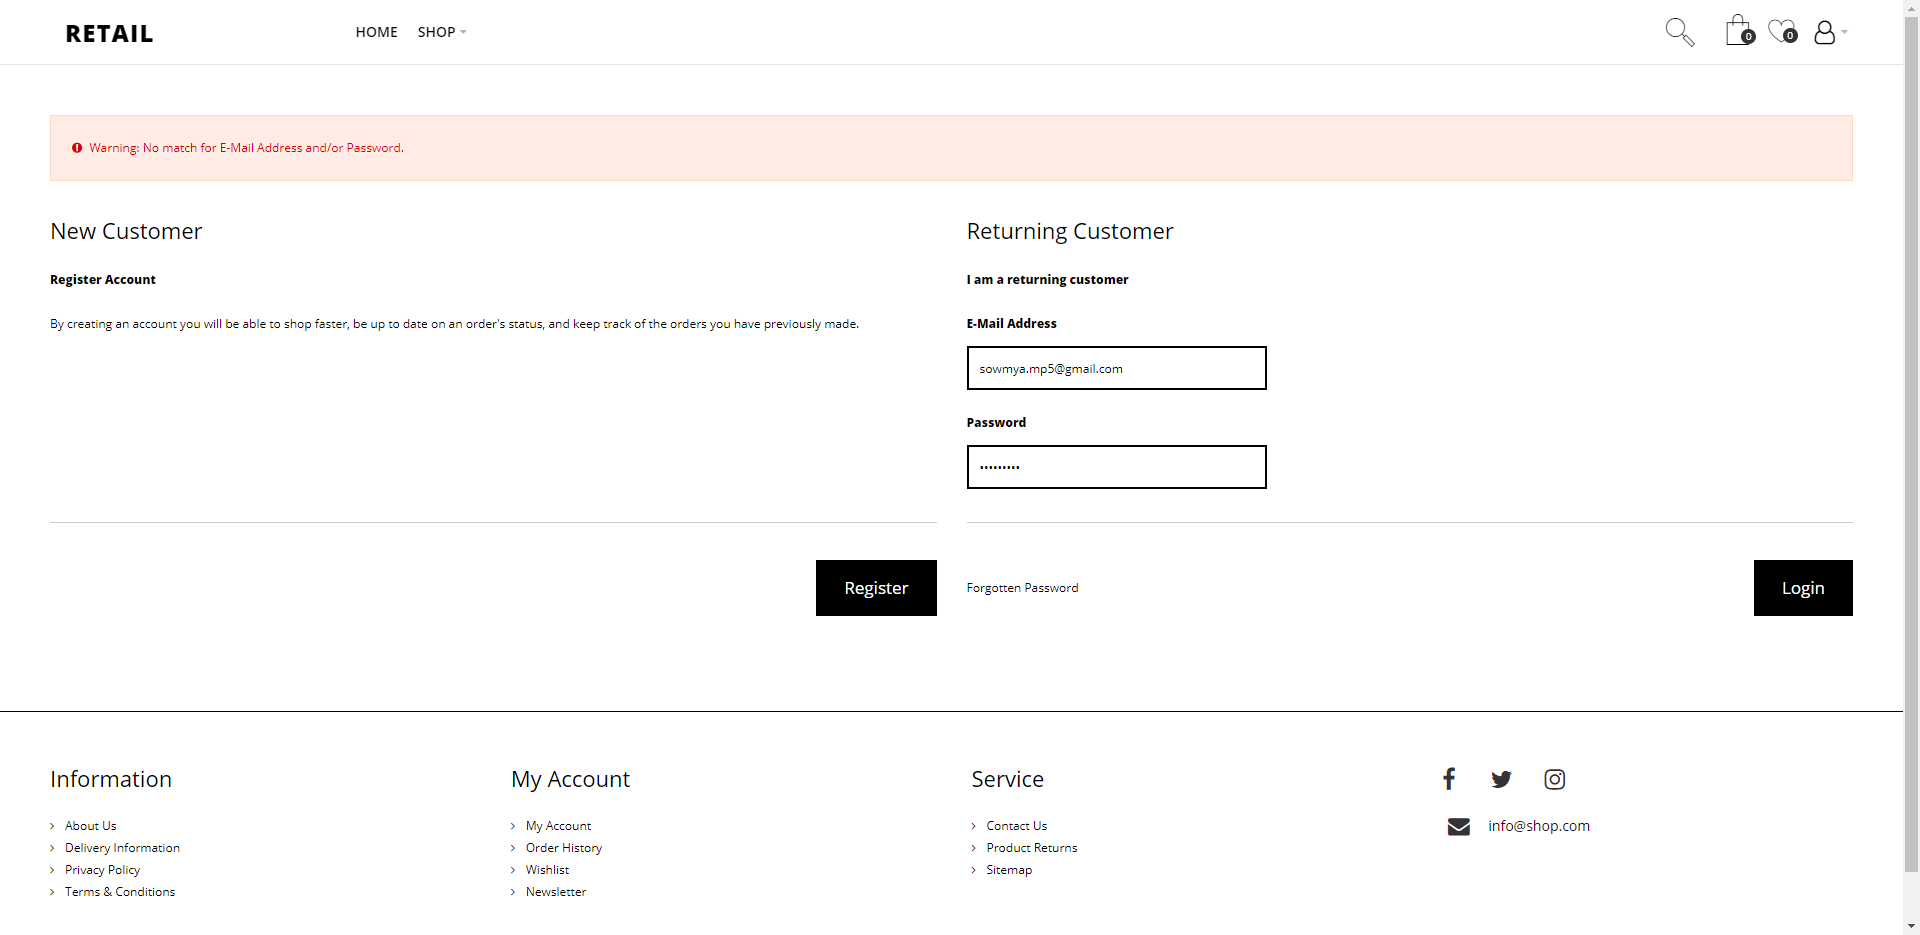 RETAIL
HOME SHOP
0 0
Warning: No match for E-Mail Address and/or Password.
New Customer
Register Account
By creating an account you will be able to shop faster, be up to date on an order's status, and keep track of the orders you have previously made.
Register
Returning Customer
I am a returning customer
E-Mail Address
sowmya.mp5@gmail.com
Password
•••••••••
Forgotten Password
Login
Information
About Us
Delivery Information
Privacy Policy
Terms & Conditions
My Account
My Account
Order History
Wishlist
Newsletter
Service
Contact Us
Product Returns
Sitemap
info@shop.com